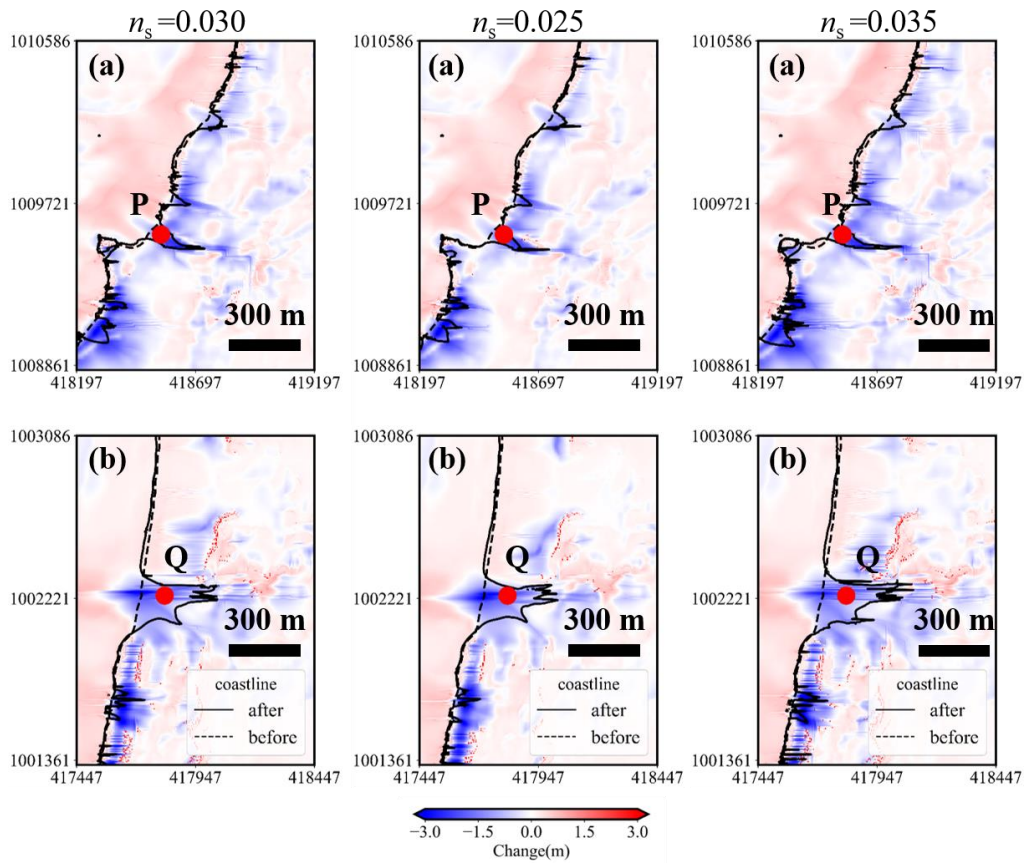 nₛ=0.030 nₛ=0.025 nₛ=0.035
1010586 1010586 1010586
(a) (a) (a)
1009721 1009721 1009721
P P P
300 m 300 m 300 m
1008861 1008861 1008861
418197 418697 419197 418197 418697 419197 418197 418697 419197
1003086 1003086 1003086
(b) (b) (b)
Q Q Q
1002221 1002221 1002221
300 m 300 m 300 m
coastline coastline coastline
after after after
before before before
1001361 1001361 1001361
417447 417947 418447 417447 417947 418447 417447 417947 418447
−3.0 −1.5 0.0 1.5 3.0
Change(m)